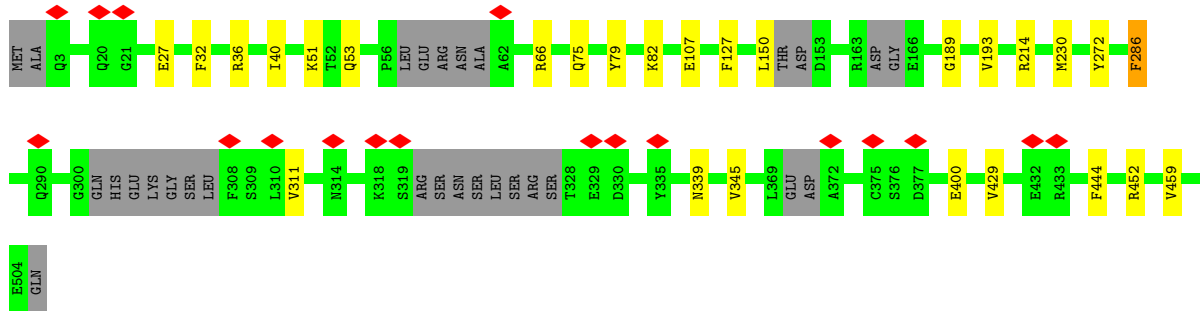 MET ALA Q3 Q20 G21 E27 F32 R36 I40 K51 T52 Q53 P56 LEU GLU ARG ASN ALA A62 R66 Q75 Y79 K82 E107 F127 L150 THR ASP D153 R163 ASP GLY E166 G189 V193 R214 M230 Y272 F286
Q290 G300 GLN HIS GLU LYS GLY SER LEU F308 S309 L310 V311 N314 K318 S319 ARG SER ASN SER LEU SER ARG SER T328 E329 D330 Y335 N339 V345 L369 GLU ASP A372 C375 S376 D377 E400 V429 E432 R433 F444 R452 V459
E504 GLN